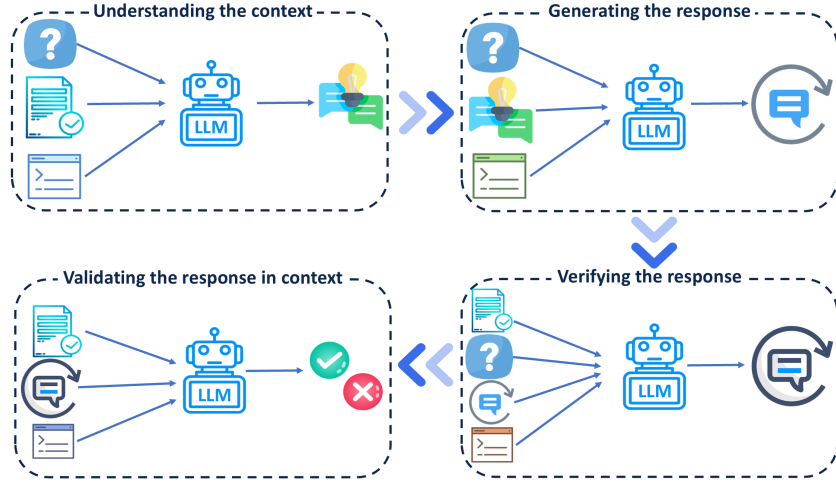 Understanding the context
Generating the response
?
LLM
?
LLM
>_
>_
Validating the response in context
Verifying the response
LLM
?
LLM
>_
>_